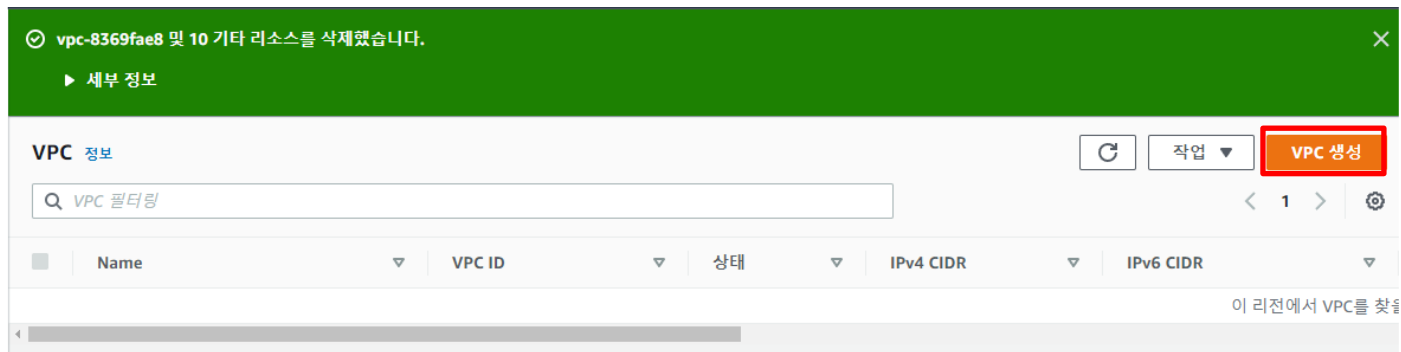 vpc-8369fae8 및 10 기타 리소스를 삭제했습니다.
세부 정보
VPC 정보
작업
VPC 생성
VPC 필터링
1
Name VPC ID 상태 IPv4 CIDR IPv6 CIDR
이 리전에서 VPC를